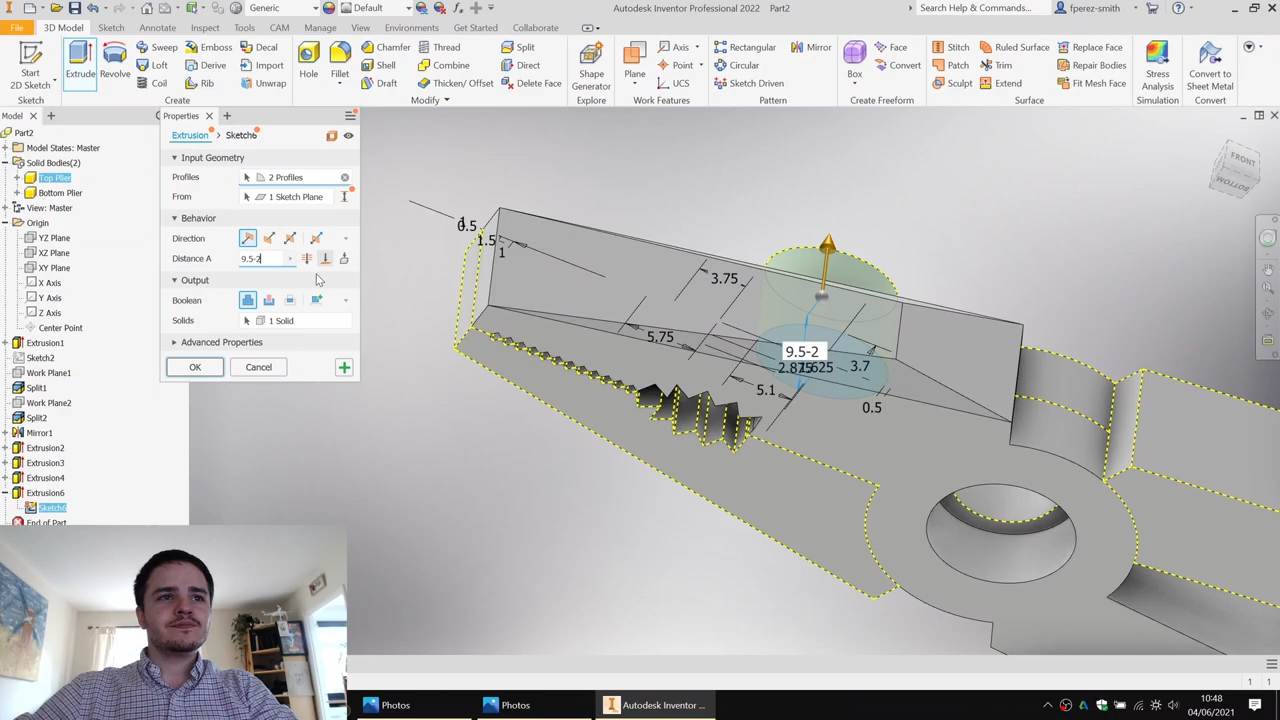 Generic
Default
Autodesk Inventor Professional 2022 Part2
Search Help & Commands...
fperez-smith
File 3D Model Sketch Annotate Inspect Tools Manage View Environments Get Started Collaborate
Start 2D Sketch
Sketch
Extrude
Revolve
Sweep
Loft
Coil
Emboss
Derive
Rib
Decal
Import
Unwrap
Create
Hole
Fillet
Chamfer
Shell
Draft
Thread
Combine
Thicken/ Offset
Split
Direct
Delete Face
Modify
Shape Generator
Explore
Plane
Axis
Point
UCS
Work Features
Rectangular
Circular
Sketch Driven
Mirror
Pattern
Box
Face
Convert
Create Freeform
Stitch
Patch
Sculpt
Ruled Surface
Trim
Extend
Replace Face
Repair Bodies
Fit Mesh Face
Surface
Stress Analysis
Simulation
Convert to Sheet Metal
Convert
Model
Part2
Model States: Master
Solid Bodies(2)
Top Plier
Bottom Plier
View: Master
Origin
YZ Plane
XZ Plane
XY Plane
X Axis
Y Axis
Z Axis
Center Point
Extrusion1
Sketch2
Work Plane1
Split1
Work Plane2
Split2
Mirror1
Extrusion2
Extrusion3
Extrusion4
Extrusion6
Sketch6
End of Part
Properties
Extrusion > Sketch6
Input Geometry
Profiles 2 Profiles
From 1 Sketch Plane
Behavior
Direction
Distance A 9.5-2
Output
Boolean
Solids 1 Solid
Advanced Properties
OK Cancel
0.5
1.5
1
3.75
5.75
9.5-2
3.7
5.1
0.5
FRONT
BOTTOM
1 1
Photos
Photos
Autodesk Inventor ...
10:48
04/06/2021